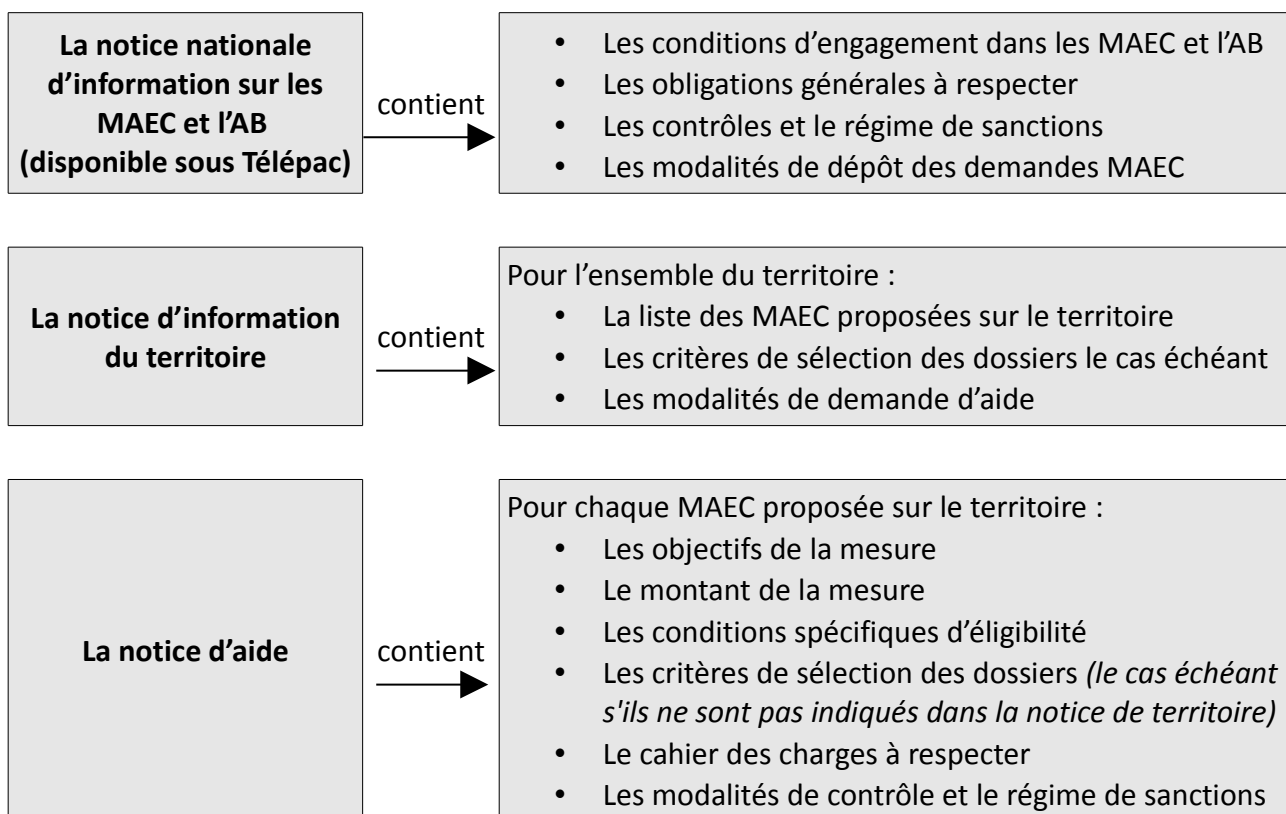 La notice nationale
d’information sur les
MAEC et l’AB
(disponible sous Télépac)
contient
• Les conditions d’engagement dans les MAEC et l’AB
• Les obligations générales à respecter
• Les contrôles et le régime de sanctions
• Les modalités de dépôt des demandes MAEC
La notice d’information
du territoire
contient
Pour l’ensemble du territoire :
• La liste des MAEC proposées sur le territoire
• Les critères de sélection des dossiers le cas échéant
• Les modalités de demande d’aide
La notice d’aide
contient
Pour chaque MAEC proposée sur le territoire :
• Les objectifs de la mesure
• Le montant de la mesure
• Les conditions spécifiques d’éligibilité
• Les critères de sélection des dossiers (le cas échéant
s'ils ne sont pas indiqués dans la notice de territoire)
• Le cahier des charges à respecter
• Les modalités de contrôle et le régime de sanctions